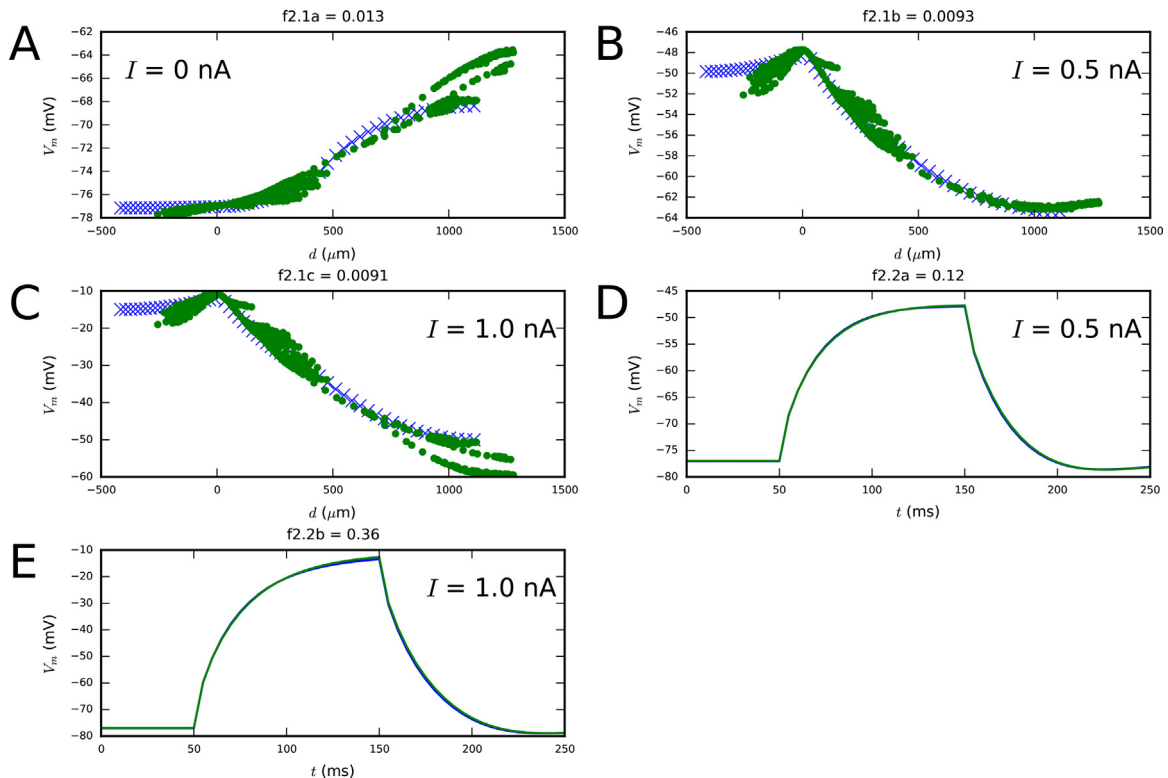 A
f2.1a = 0.013
I = 0 nA
−62
−64
−66
−68
−70
−72
−74
−76
−78
V_m (mV)
−500
0
500
1000
1500
d (μm)
B
f2.1b = 0.0093
I = 0.5 nA
−46
−48
−50
−52
−54
−56
−58
−60
−62
−64
V_m (mV)
−500
0
500
1000
1500
d (μm)
C
f2.1c = 0.0091
I = 1.0 nA
−10
−20
−30
−40
−50
−60
V_m (mV)
−500
0
500
1000
1500
d (μm)
D
f2.2a = 0.12
I = 0.5 nA
−45
−50
−55
−60
−65
−70
−75
−80
V_m (mV)
0
50
100
150
200
250
t (ms)
E
f2.2b = 0.36
I = 1.0 nA
−10
−20
−30
−40
−50
−60
−70
−80
V_m (mV)
0
50
100
150
200
250
t (ms)